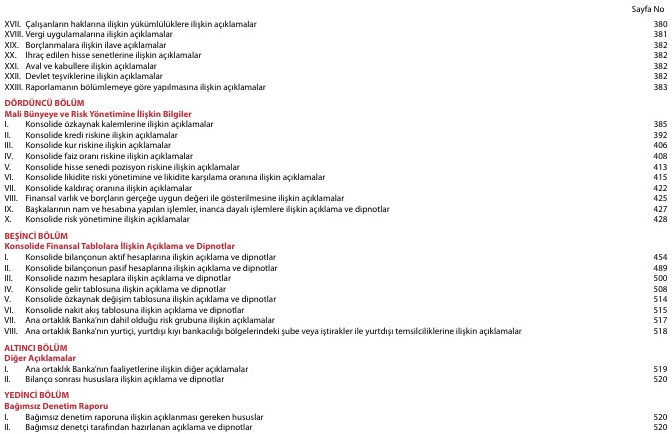 Sayfa No
XVII. Çalışanların haklarına ilişkin yükümlülüklere ilişkin açıklamalar 380
XVIII. Vergi uygulamalarına ilişkin açıklamalar 381
XIX. Borçlanmalara ilişkin ilave açıklamalar 382
XX. İhraç edilen hisse senetlerine ilişkin açıklamalar 382
XXI. Aval ve kabullere ilişkin açıklamalar 382
XXII. Devlet teşviklerine ilişkin açıklamalar 382
XXIII. Raporlamanın bölümlemeye göre yapılmasına ilişkin açıklamalar 383
DÖRDÜNCÜ BÖLÜM
Mali Bünyeye ve Risk Yönetimine İlişkin Bilgiler
I. Konsolide özkaynak kalemlerine ilişkin açıklamalar 385
II. Konsolide kredi riskine ilişkin açıklamalar 392
III. Konsolide kur riskine ilişkin açıklamalar 406
IV. Konsolide faiz oranı riskine ilişkin açıklamalar 408
V. Konsolide hisse senedi pozisyon riskine ilişkin açıklamalar 413
VI. Konsolide likidite riski yönetimine ve likidite karşılama oranına ilişkin açıklamalar 415
VII. Konsolide kaldıraç oranına ilişkin açıklamalar 422
VIII. Finansal varlık ve borçların gerçeğe uygun değeri ile gösterilmesine ilişkin açıklamalar 425
IX. Başkalarının nam ve hesabına yapılan işlemler, inanca dayalı işlemlere ilişkin açıklama ve dipnotlar 427
X. Konsolide risk yönetimine ilişkin açıklamalar 428
BEŞİNCİ BÖLÜM
Konsolide Finansal Tablolara İlişkin Açıklama ve Dipnotlar
I. Konsolide bilançonun aktif hesaplarına ilişkin açıklama ve dipnotlar 454
II. Konsolide bilançonun pasif hesaplarına ilişkin açıklama ve dipnotlar 489
III. Konsolide nazım hesaplara ilişkin açıklama ve dipnotlar 500
IV. Konsolide gelir tablosuna ilişkin açıklama ve dipnotlar 508
V. Konsolide özkaynak değişim tablosuna ilişkin açıklama ve dipnotlar 514
VI. Konsolide nakit akış tablosuna ilişkin açıklama ve dipnotlar 515
VII. Ana ortaklık Banka'nın dahil olduğu risk grubuna ilişkin açıklamalar 517
VIII. Ana ortaklık Banka'nın yurtiçi, yurtdışı kıyı bankacılığı bölgelerindeki şube veya iştirakler ile yurtdışı temsilciliklerine ilişkin açıklamalar 518
ALTINCI BÖLÜM
Diğer Açıklamalar
I. Ana ortaklık Banka'nın faaliyetlerine ilişkin diğer açıklamalar 519
II. Bilanço sonrası hususlara ilişkin açıklama ve dipnotlar 520
YEDİNCİ BÖLÜM
Bağımsız Denetim Raporu
I. Bağımsız denetim raporuna ilişkin açıklanması gereken hususlar 520
II. Bağımsız denetçi tarafından hazırlanan açıklama ve dipnotlar 520